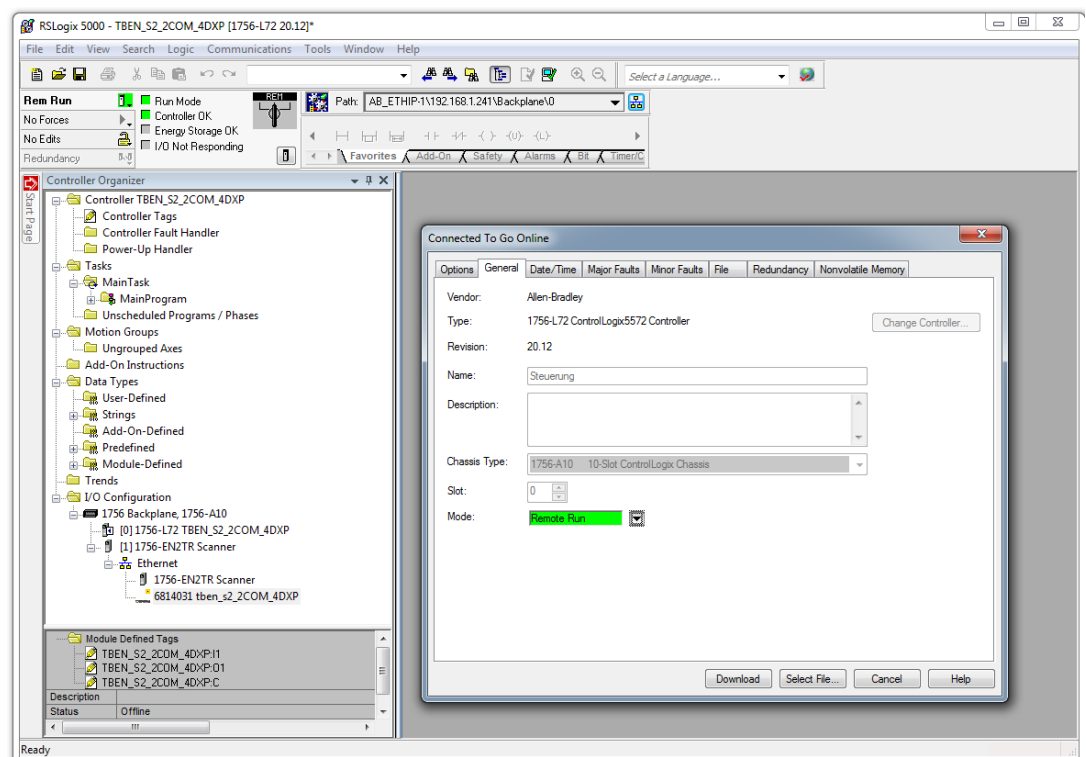 RSLogix 5000 - TBEN_S2_2COM_4DXP [1756-L72 20.12]*
File Edit View Search Logic Communications Tools Window Help
Select a Language...
Rem Run
No Forces
No Edits
Redundancy
Run Mode
Controller OK
Energy Storage OK
I/O Not Responding
REM
Path: AB_ETHIP-1\192.168.1.241\Backplane\0
Favorites Add-On Safety Alarms Bit Timer/C
Start Page
Controller Organizer
Controller TBEN_S2_2COM_4DXP
Controller Tags
Controller Fault Handler
Power-Up Handler
Tasks
MainTask
MainProgram
Unscheduled Programs / Phases
Motion Groups
Ungrouped Axes
Add-On Instructions
Data Types
User-Defined
Strings
Add-On-Defined
Predefined
Module-Defined
Trends
I/O Configuration
1756 Backplane, 1756-A10
[0] 1756-L72 TBEN_S2_2COM_4DXP
[1] 1756-EN2TR Scanner
Ethernet
1756-EN2TR Scanner
6814031 tben_s2_2COM_4DXP
Module Defined Tags
TBEN_S2_2COM_4DXP:I1
TBEN_S2_2COM_4DXP:O1
TBEN_S2_2COM_4DXP:C
Description
Status Offline
Connected To Go Online
Options General Date/Time Major Faults Minor Faults File Redundancy Nonvolatile Memory
Vendor: Allen-Bradley
Type: 1756-L72 ControlLogix5572 Controller
Change Controller...
Revision: 20.12
Name: Steuerung
Description:
Chassis Type: 1756-A10 10-Slot ControlLogix Chassis
Slot: 0
Mode: Remote Run
Download Select File... Cancel Help
Ready